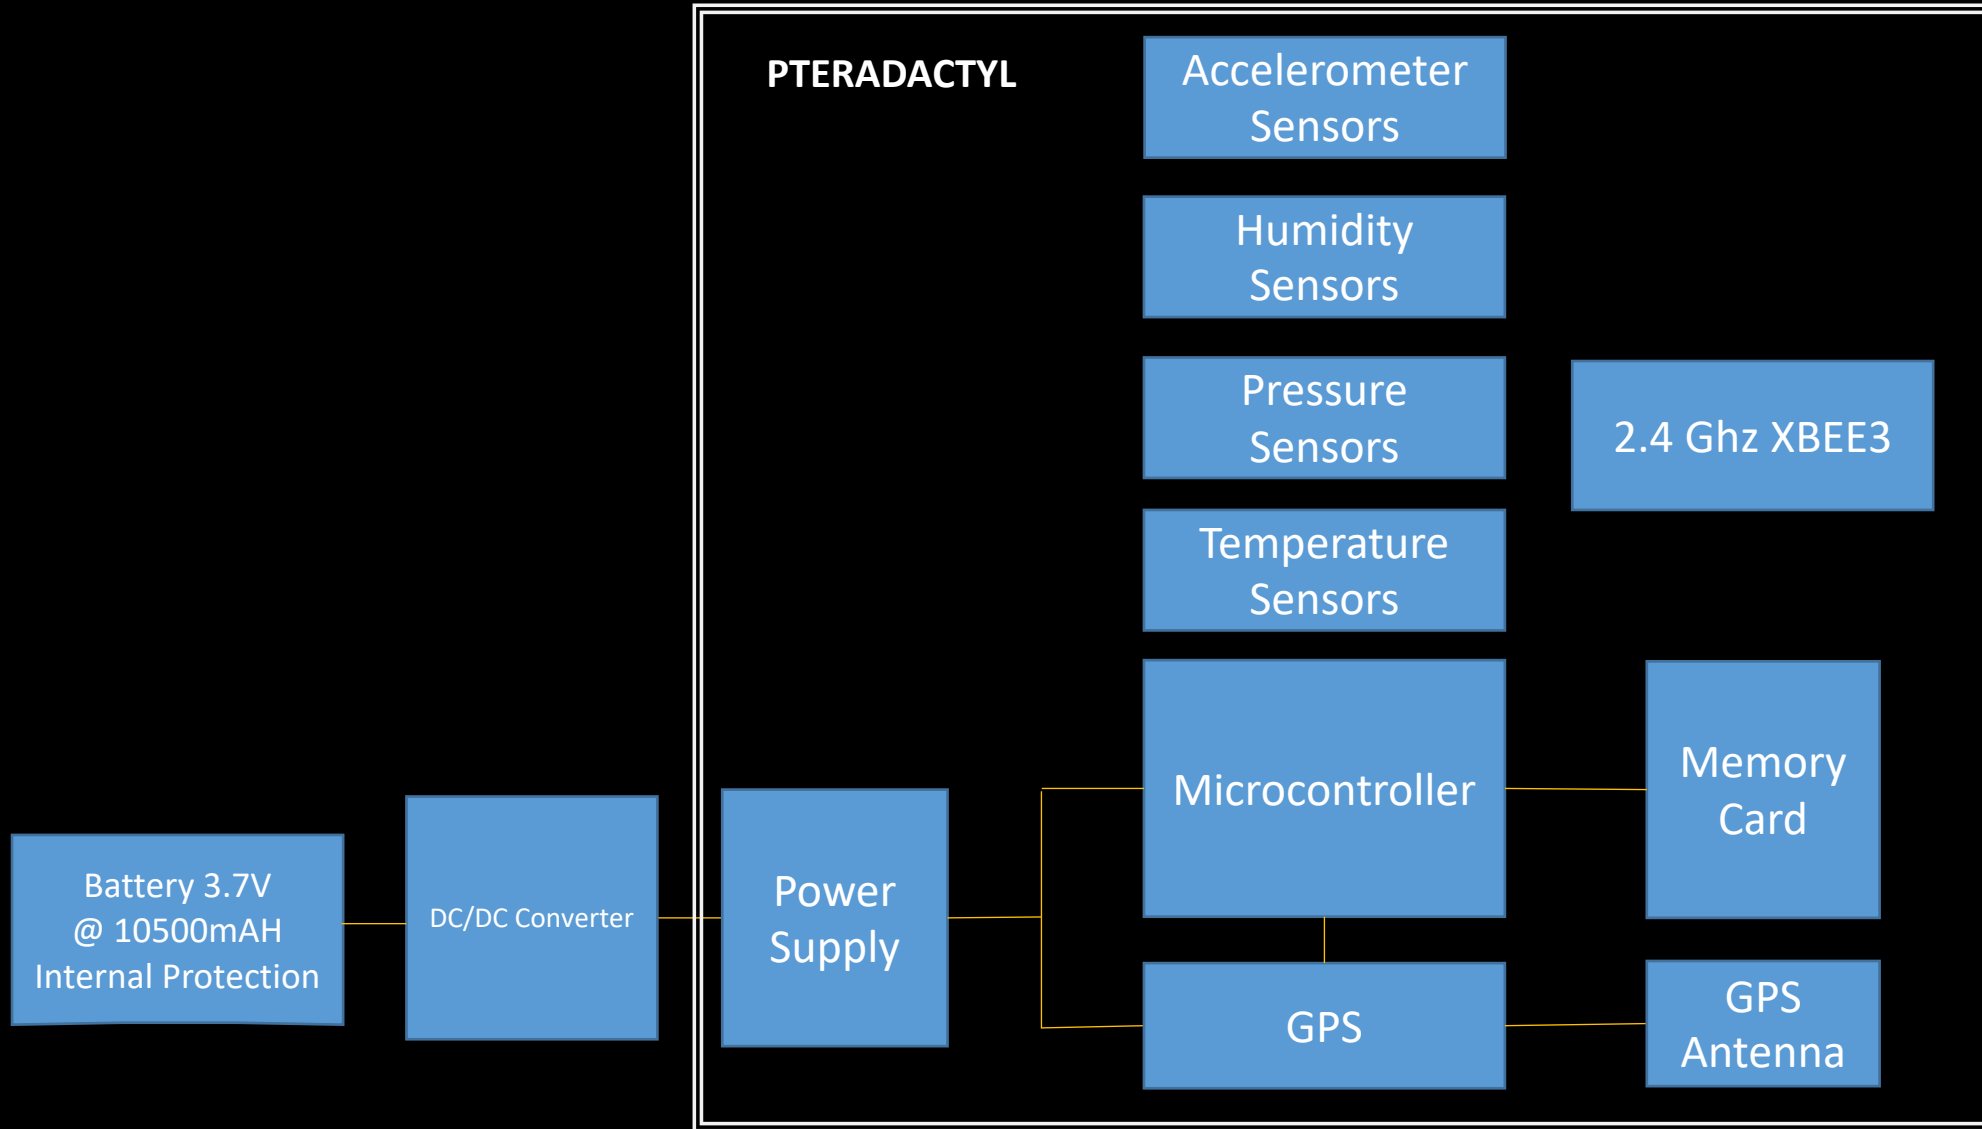 PTERADACTYL
Accelerometer
Sensors
Humidity
Sensors
Pressure
Sensors
2.4 Ghz XBEE3
Temperature
Sensors
Microcontroller
Memory
Card
Battery 3.7V
@ 10500mAH
Internal Protection
DC/DC Converter
Power
Supply
GPS
GPS
Antenna